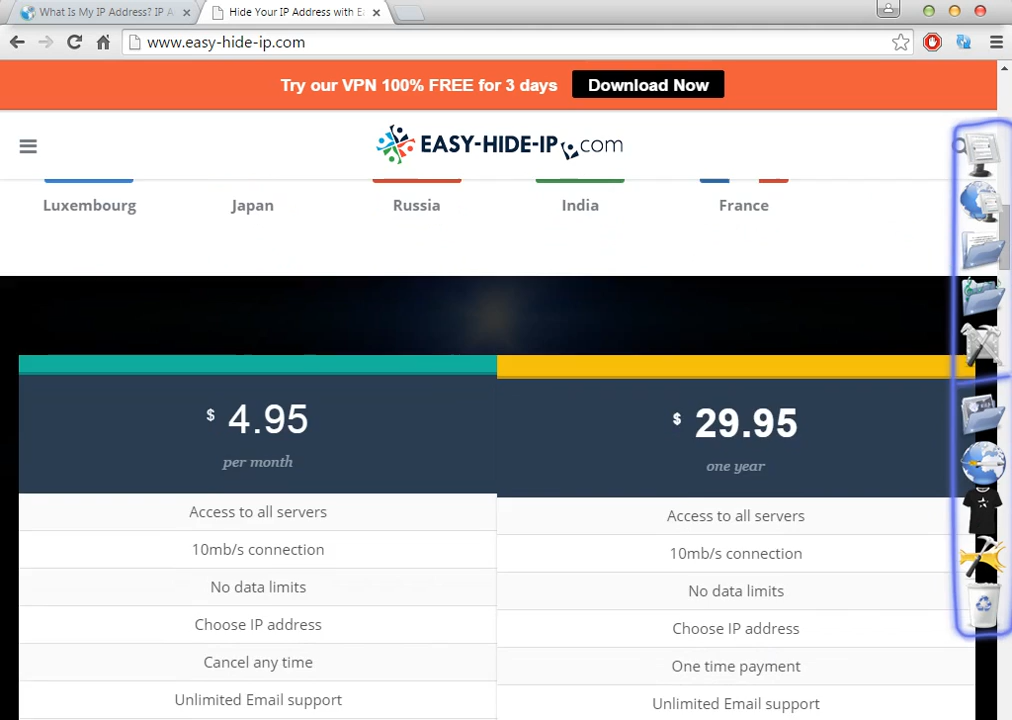 What Is My IP Address? IP A
Hide Your IP Address with Ea
www.easy-hide-ip.com
Try our VPN 100% FREE for 3 days Download Now
EASY-HIDE-IP.com
Luxembourg Japan Russia India France
$ 4.95
per month
Access to all servers
10mb/s connection
No data limits
Choose IP address
Cancel any time
Unlimited Email support
$ 29.95
one year
Access to all servers
10mb/s connection
No data limits
Choose IP address
One time payment
Unlimited Email support